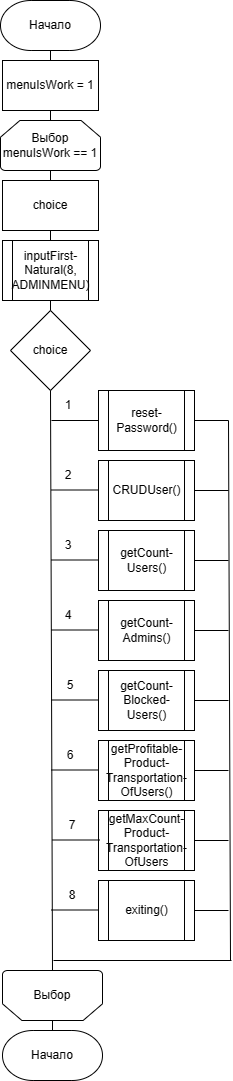 Начало
menuIsWork = 1
Выбор
menuIsWork == 1
choice
inputFirst-
Natural(8,
ADMINMENU)
choice
1
reset-
Password()
2
CRUDUser()
3
getCount-
Users()
4
getCount-
Admins()
5
getCount-
Blocked-
Users()
6
getProfitable-
Product-
Transportation-
OfUsers()
7
getMaxCount-
Product-
Transportation-
OfUsers
8
exiting()
Выбор
Начало